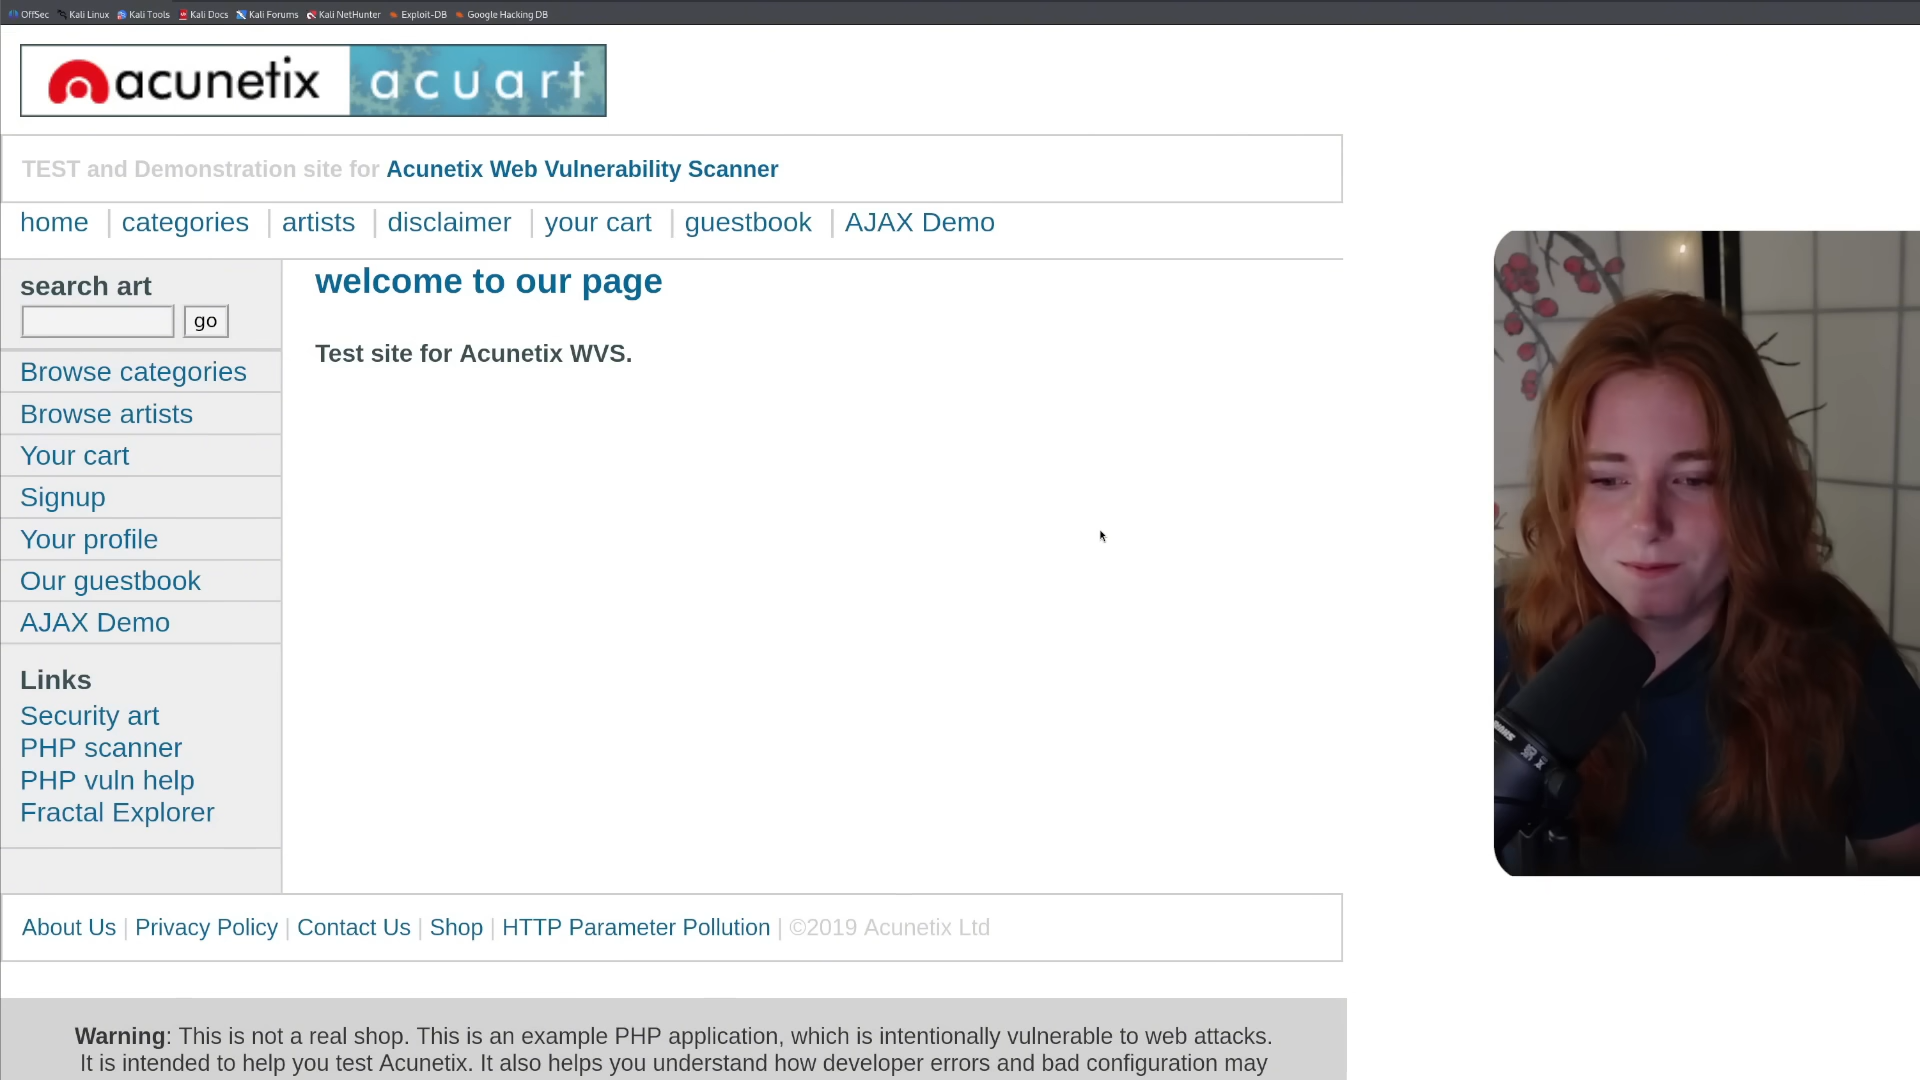 OffSec Kali Linux Kali Tools Kali Docs Kali Forums Kali NetHunter Exploit-DB Google Hacking DB
acunetix acuart
TEST and Demonstration site for Acunetix Web Vulnerability Scanner
home | categories | artists | disclaimer | your cart | guestbook | AJAX Demo
search art
go
Browse categories
Browse artists
Your cart
Signup
Your profile
Our guestbook
AJAX Demo
Links
Security art
PHP scanner
PHP vuln help
Fractal Explorer
welcome to our page
Test site for Acunetix WVS.
About Us | Privacy Policy | Contact Us | Shop | HTTP Parameter Pollution | ©2019 Acunetix Ltd
Warning: This is not a real shop. This is an example PHP application, which is intentionally vulnerable to web attacks.
It is intended to help you test Acunetix. It also helps you understand how developer errors and bad configuration may